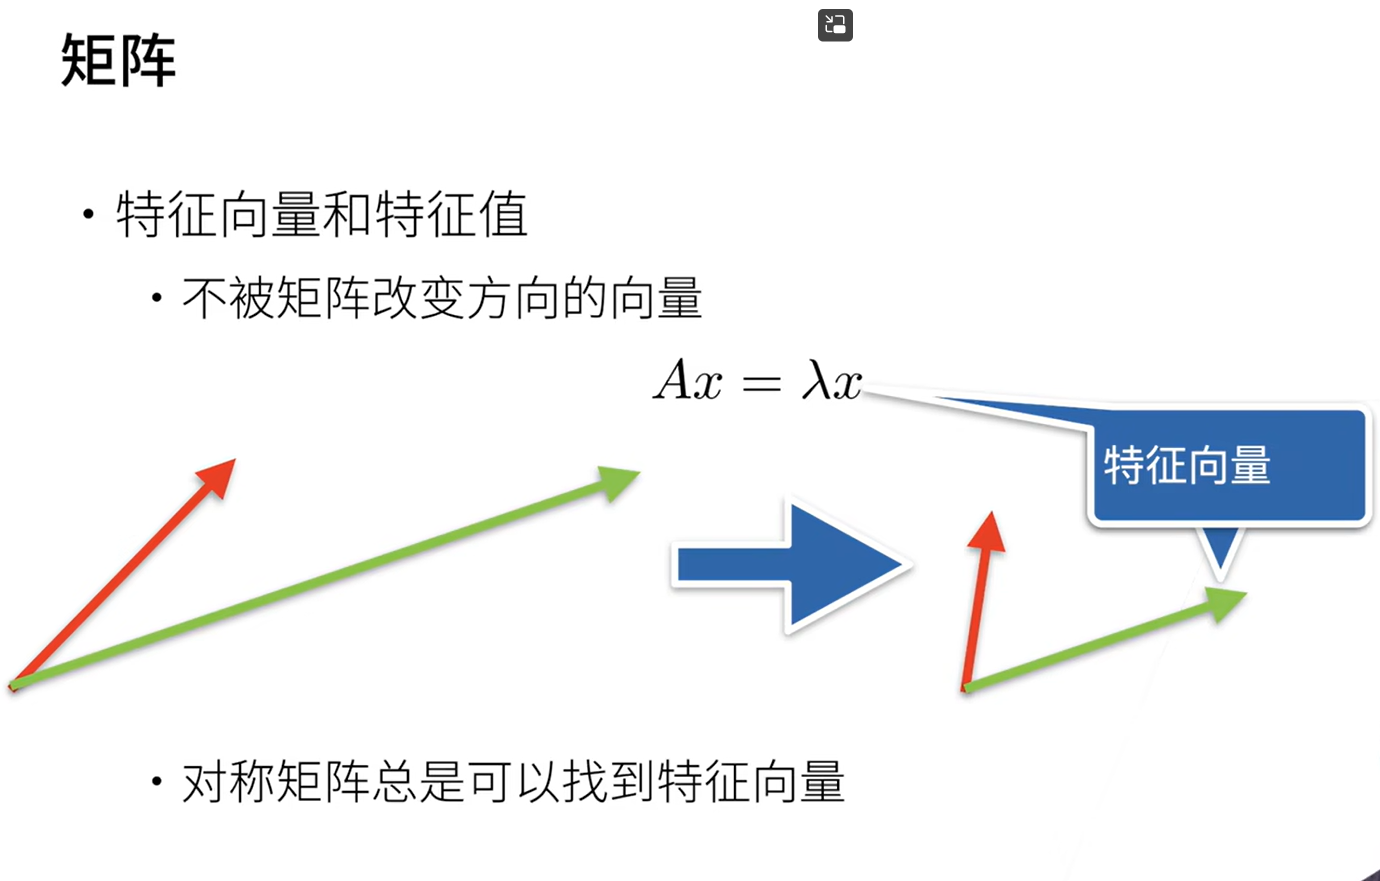 矩阵
• 特征向量和特征值
• 不被矩阵改变方向的向量
Ax = λx
特征向量
• 对称矩阵总是可以找到特征向量